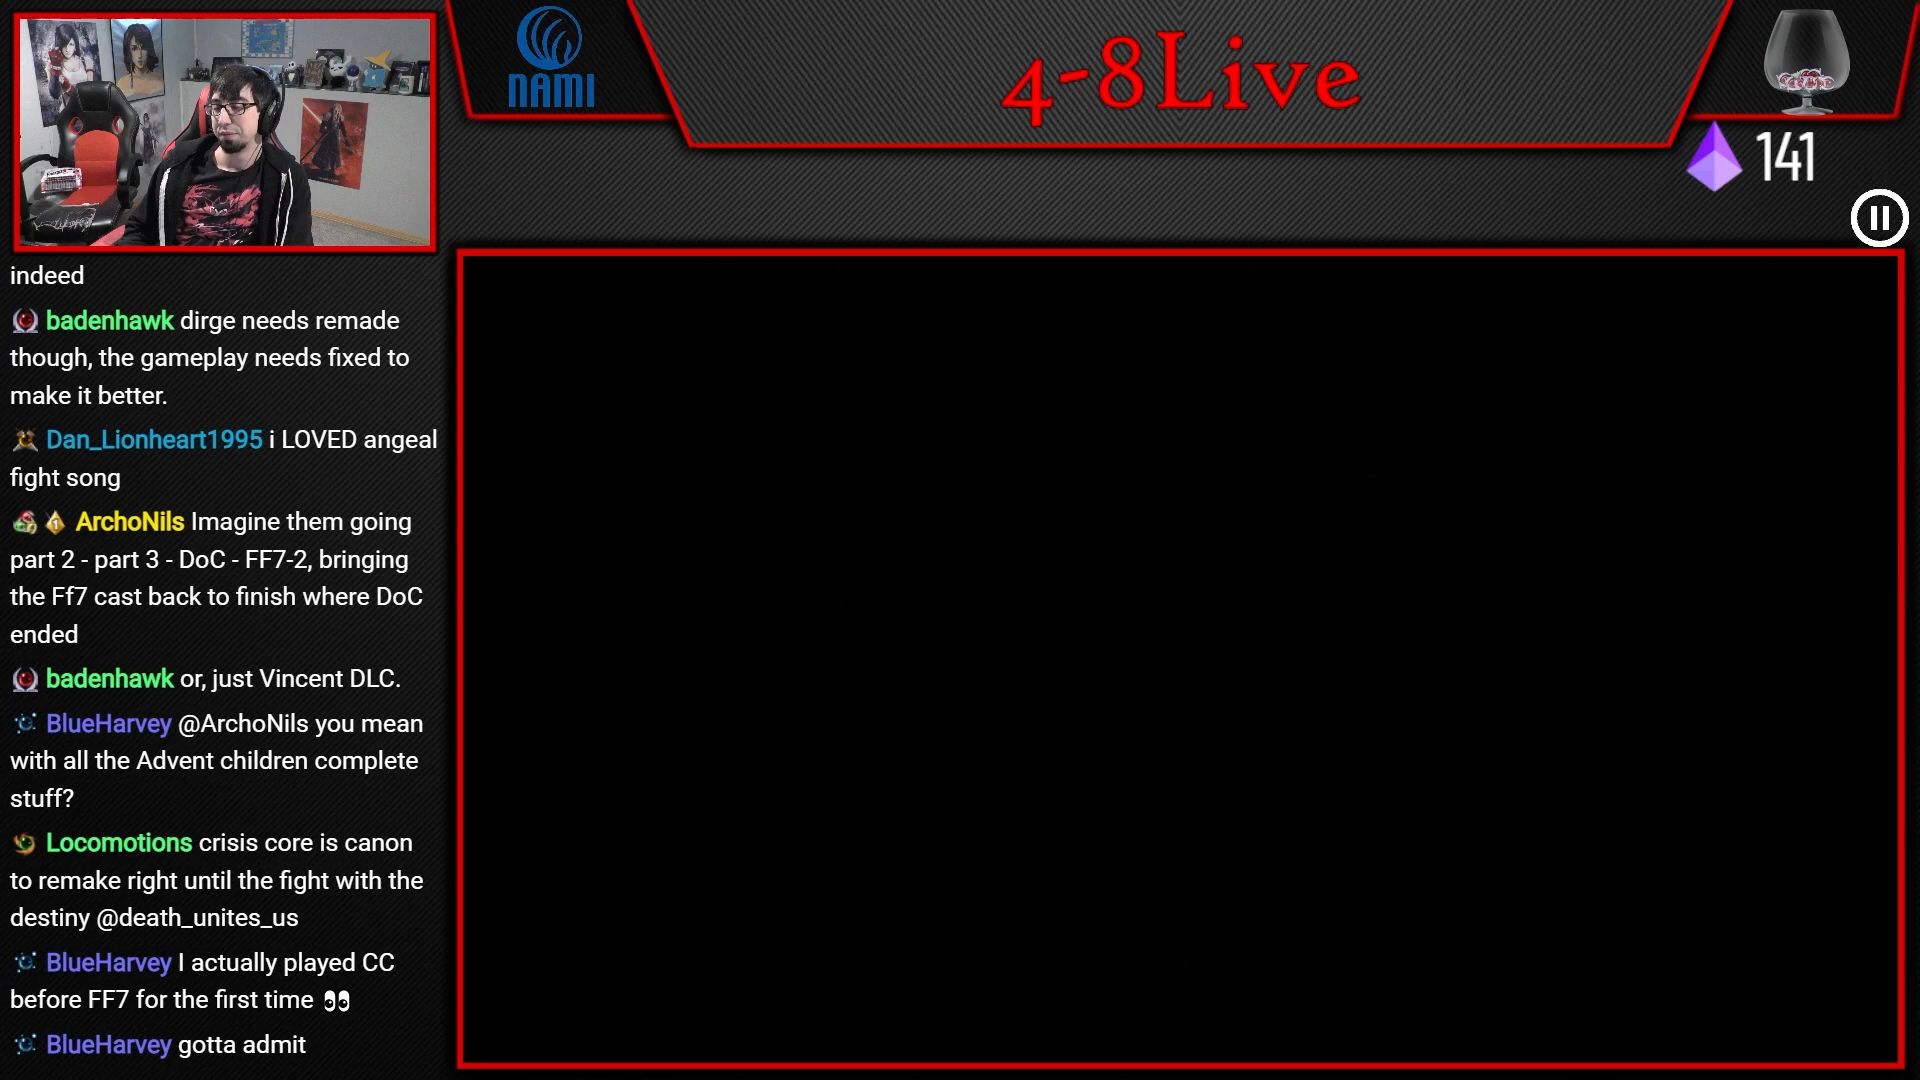 NAMI
4-8Live
141
indeed
badenhawk dirge needs remade
though, the gameplay needs fixed to
make it better.
Dan_Lionheart1995 i LOVED angeal
fight song
ArchoNils Imagine them going
part 2 - part 3 - DoC - FF7-2, bringing
the Ff7 cast back to finish where DoC
ended
badenhawk or, just Vincent DLC.
BlueHarvey @ArchoNils you mean
with all the Advent children complete
stuff?
Locomotions crisis core is canon
to remake right until the fight with the
destiny @death_unites_us
BlueHarvey I actually played CC
before FF7 for the first time 👀
BlueHarvey gotta admit